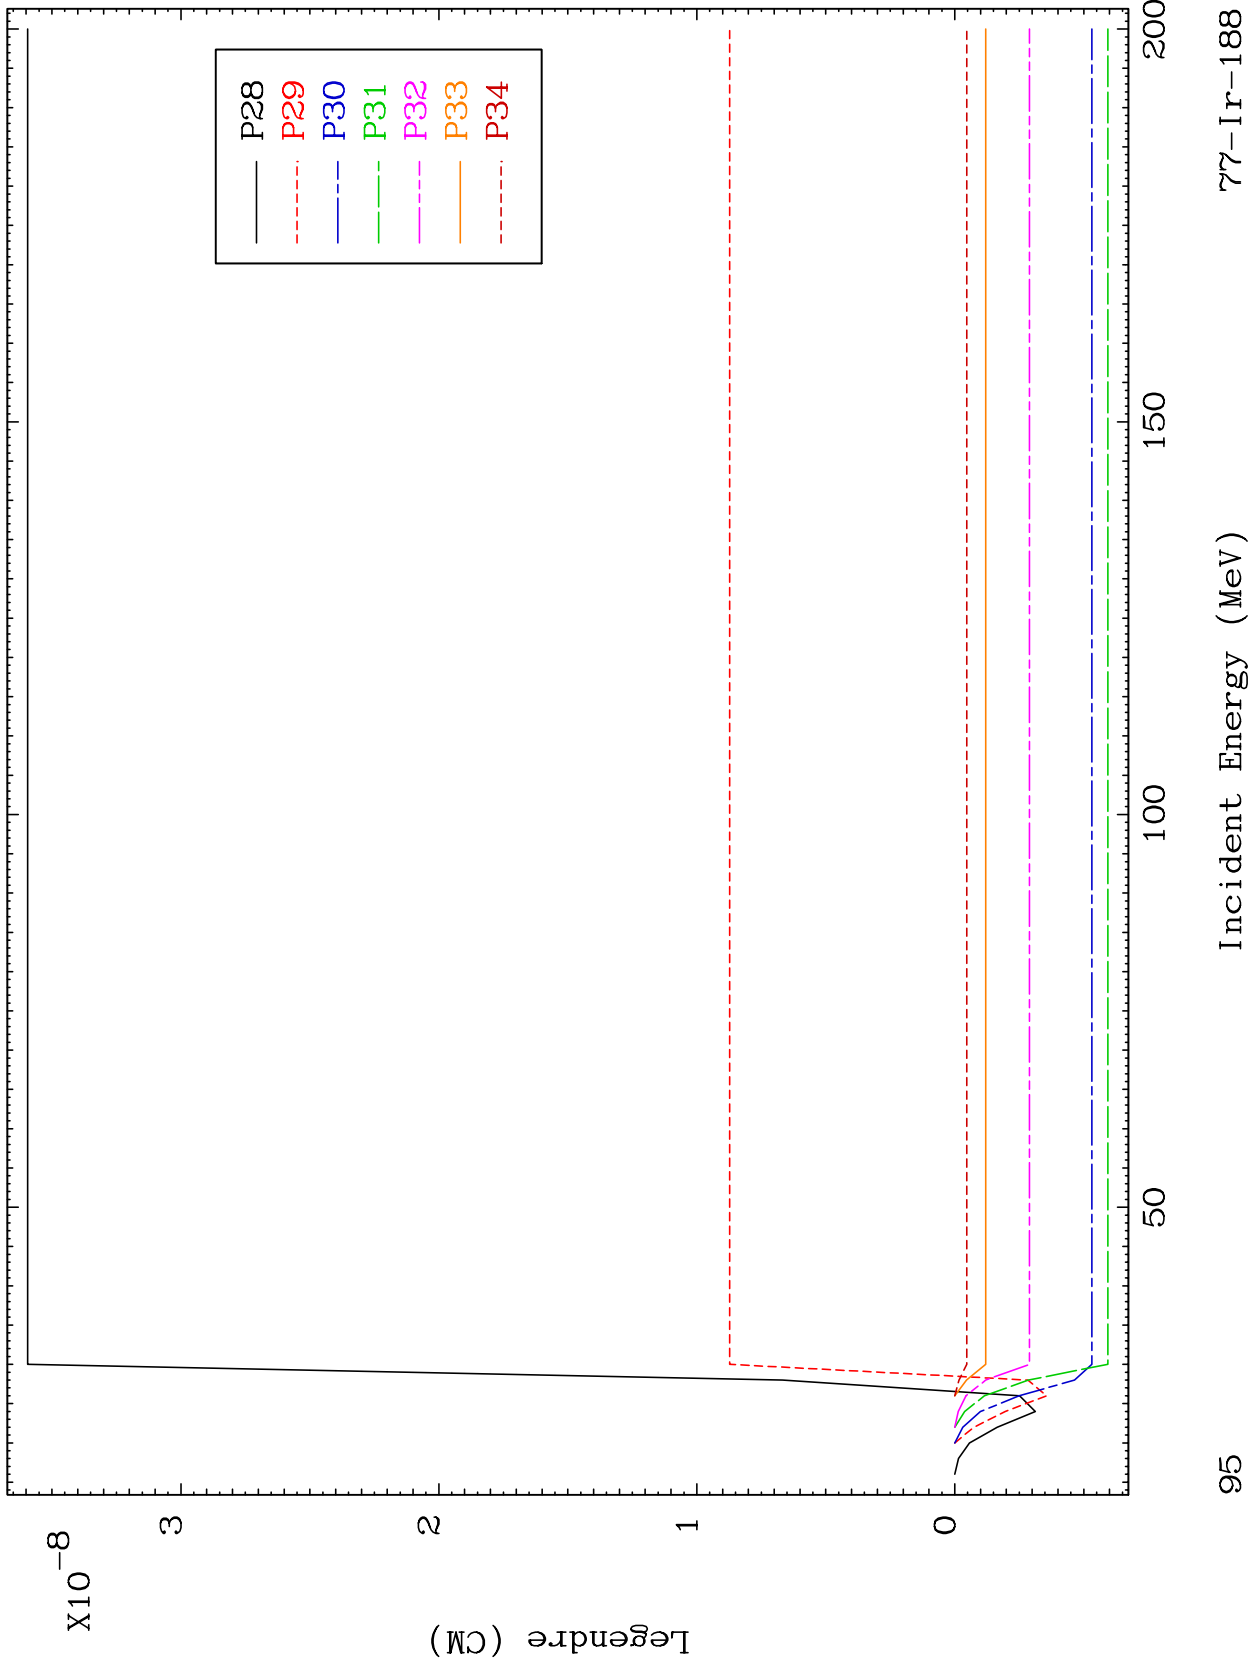 X10⁻⁸
Legendre (CM)
3
2
1
0
P28
P29
P30
P31
P32
P33
P34
50
100
150
200
Incident Energy (MeV)
95
77-Ir-188